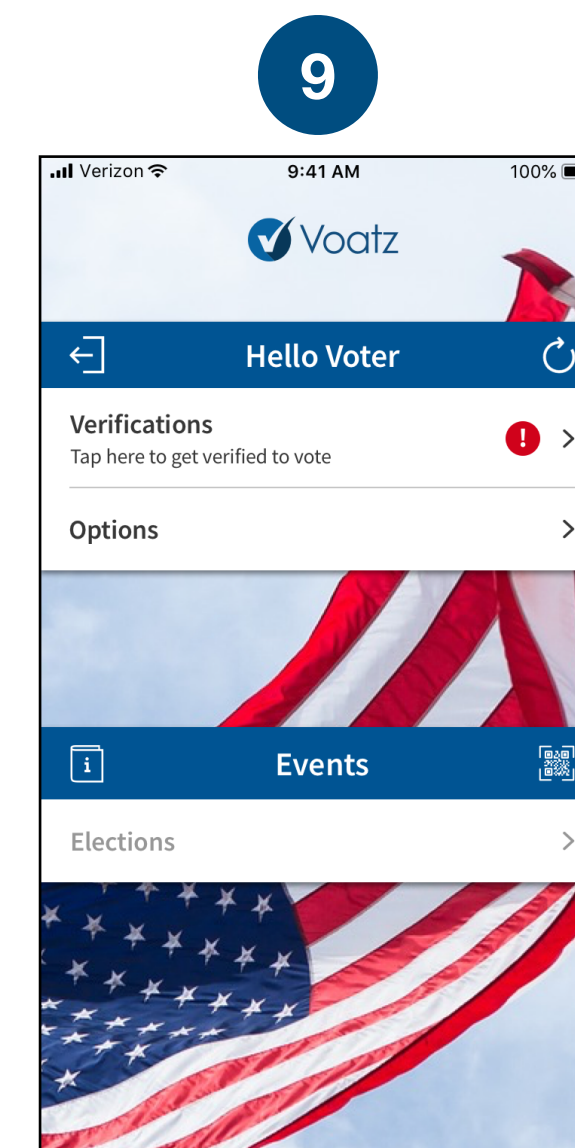 9
Verizon 9:41 AM 100%
Voatz
Hello Voter
Verifications
Tap here to get verified to vote
!
Options
i Events
Elections